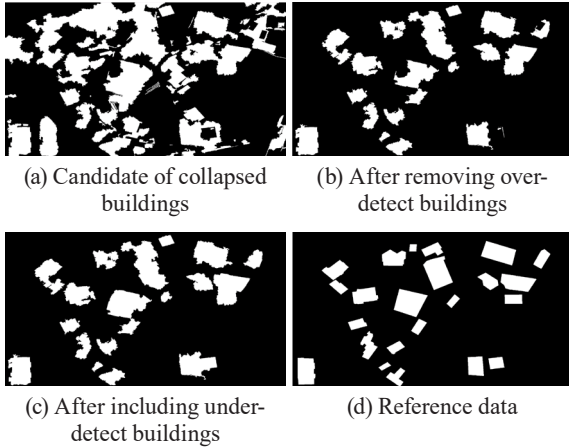 (a) Candidate of collapsed
buildings
(b) After removing over-
detect buildings
(c) After including under-
detect buildings
(d) Reference data